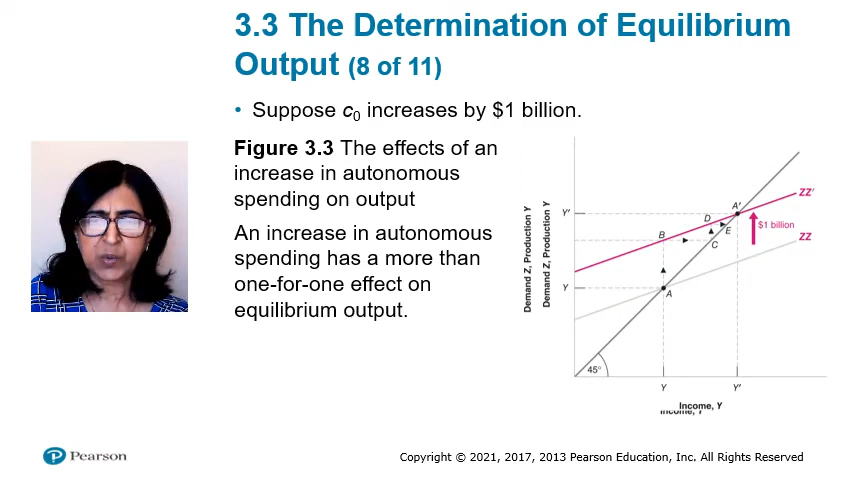 3.3 The Determination of Equilibrium
Output (8 of 11)
• Suppose c0 increases by $1 billion.
Figure 3.3 The effects of an
increase in autonomous
spending on output
An increase in autonomous
spending has a more than
one-for-one effect on
equilibrium output.
Demand Z, Production Y
Demand Z, Production Y
ZZ′
A′
Y′
D
$1 billion
B
E
ZZ
C
Y
A
45°
Y
Y′
Income, Y
Income, Y
Pearson
Copyright © 2021, 2017, 2013 Pearson Education, Inc. All Rights Reserved